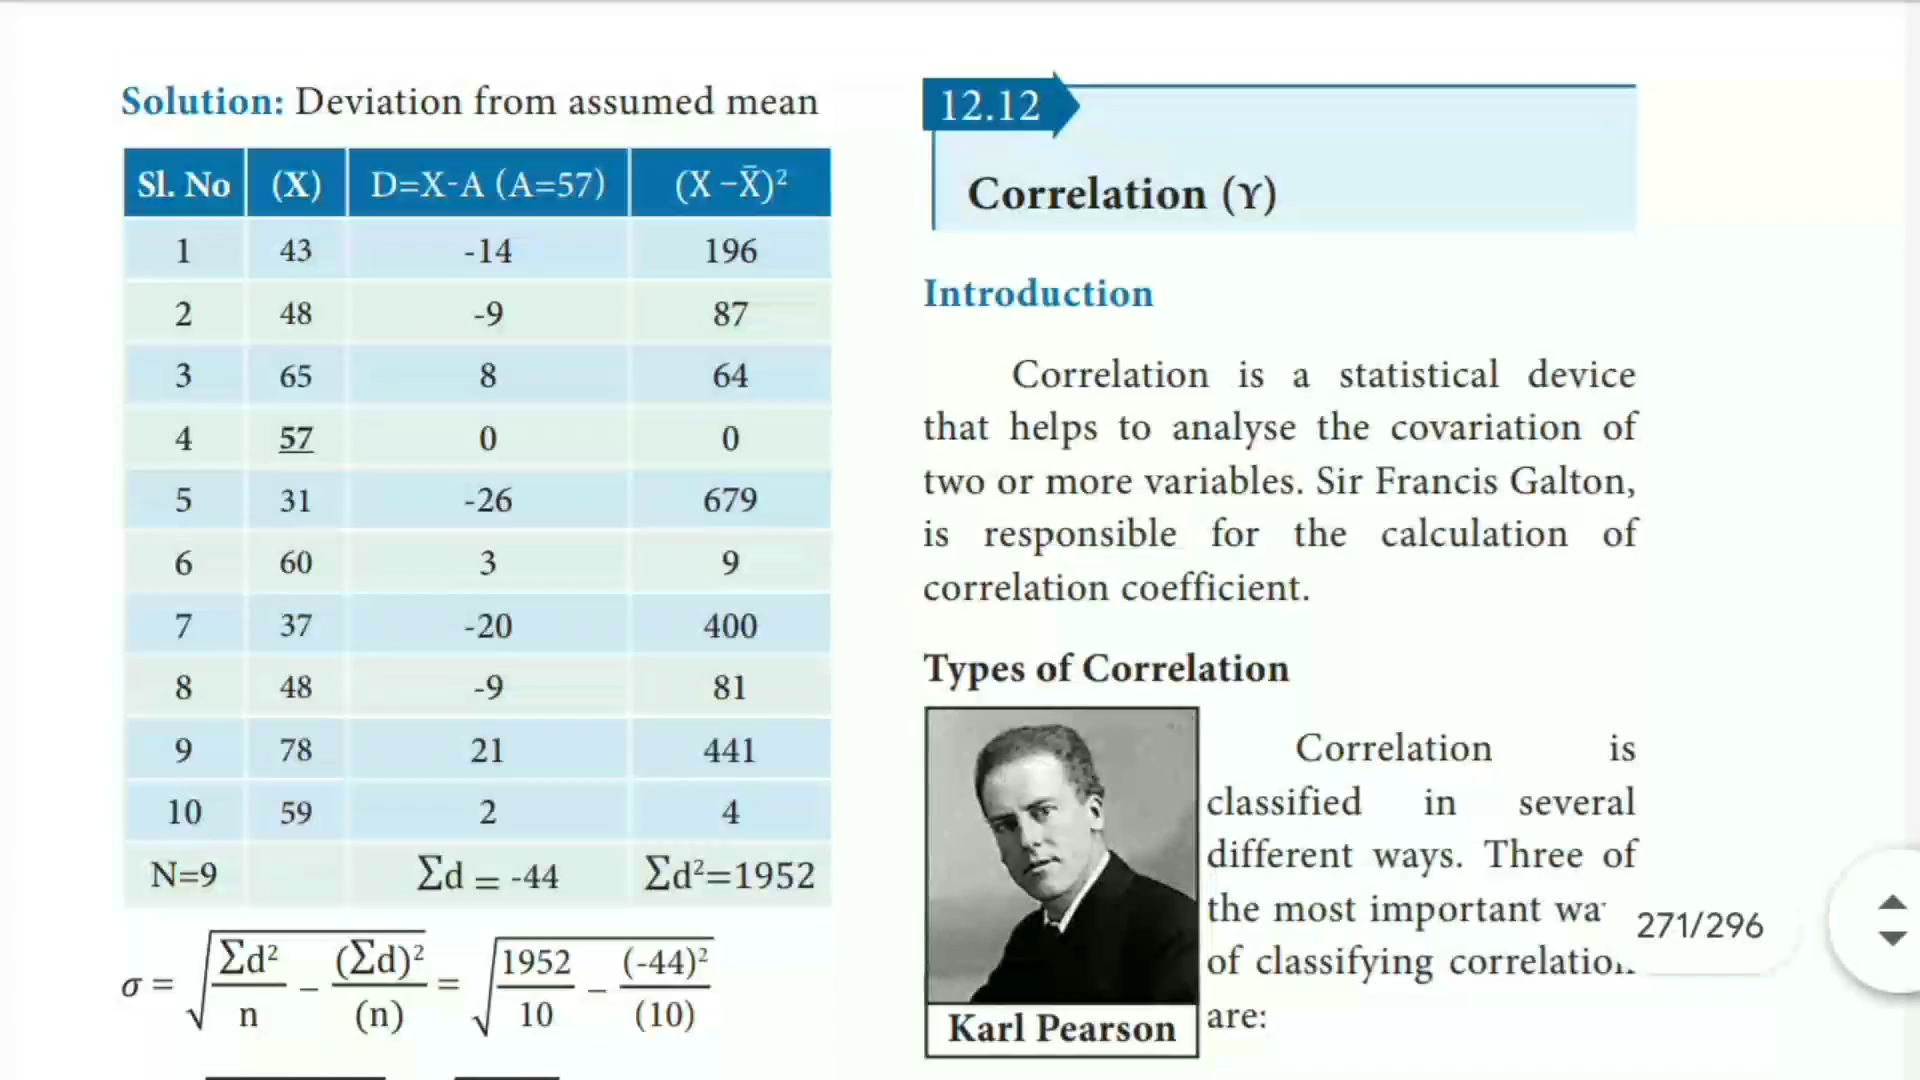 Solution: Deviation from assumed mean
Sl. No (X) D=X-A (A=57) (X –X̄)²
1 43 -14 196
2 48 -9 87
3 65 8 64
4 57 0 0
5 31 -26 679
6 60 3 9
7 37 -20 400
8 48 -9 81
9 78 21 441
10 59 2 4
N=9 Σd = -44 Σd²=1952
σ = √ Σd²/n – (Σd)²/(n) = √ 1952/10 – (-44)²/(10)
12.12
Correlation (ϒ)
Introduction
Correlation is a statistical device
that helps to analyse the covariation of
two or more variables. Sir Francis Galton,
is responsible for the calculation of
correlation coefficient.
Types of Correlation
Karl Pearson
Correlation is
classified in several
different ways. Three of
the most important
of classifying
are:
271/296